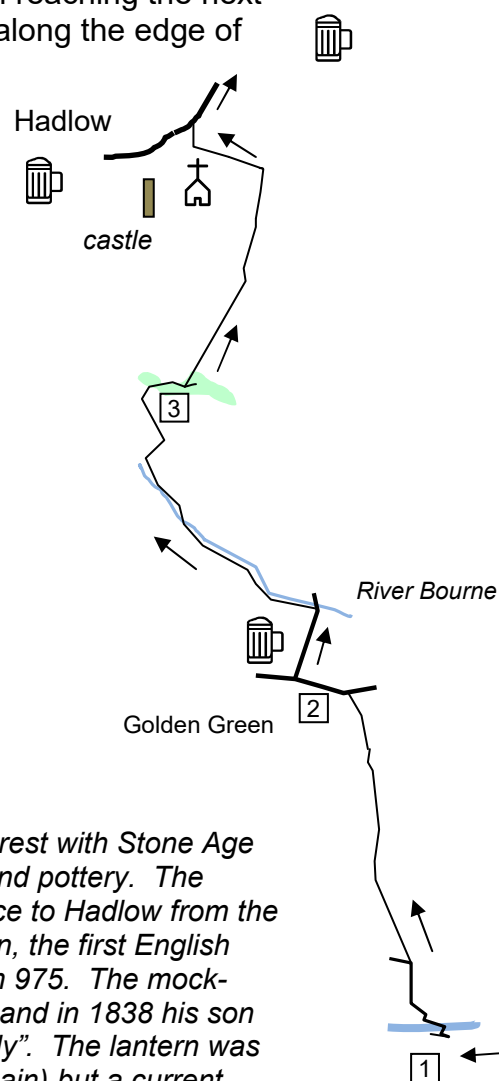 reaching the next
along the edge of
Hadlow
castle
3
River Bourne
2
Golden Green
rest with Stone Age
nd pottery. The
ce to Hadlow from the
n, the first English
n 975. The mock-
and in 1838 his son
ly”. The lantern was
ain) but a current
1